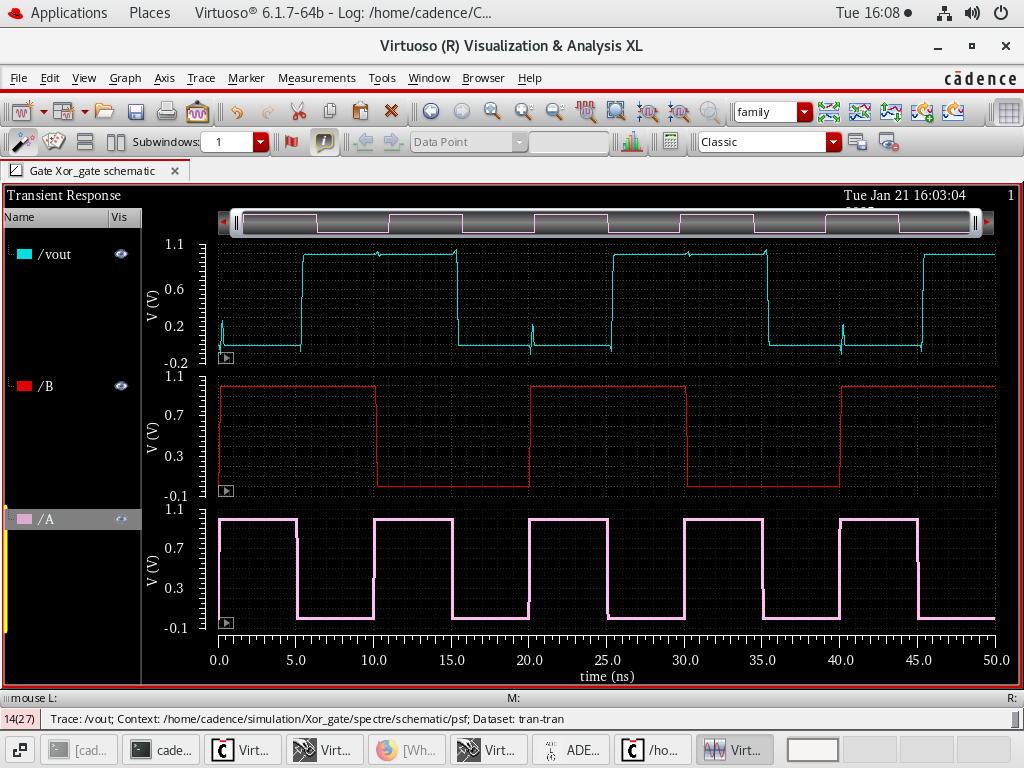 Applications Places Virtuoso® 6.1.7-64b - Log: /home/cadence/C... Tue 16:08
Virtuoso (R) Visualization & Analysis XL
File Edit View Graph Axis Trace Marker Measurements Tools Window Browser Help cādence
family
Subwindows: 1 Data Point Classic
Gate Xor_gate schematic
Transient Response Tue Jan 21 16:03:04 1
Name Vis
/vout
1.1
0.6
0.2
-0.2
V (V)
/B
1.1
0.7
0.3
-0.1
V (V)
/A
1.1
0.7
0.3
-0.1
V (V)
0.0 5.0 10.0 15.0 20.0 25.0 30.0 35.0 40.0 45.0 50.0
time (ns)
mouse L: M: R:
14(27) Trace: /vout; Context: /home/cadence/simulation/Xor_gate/spectre/schematic/psf; Dataset: tran-tran
[cad... cade... Virt... Virt... [Wh... Virt... ADE... /ho... Virt...